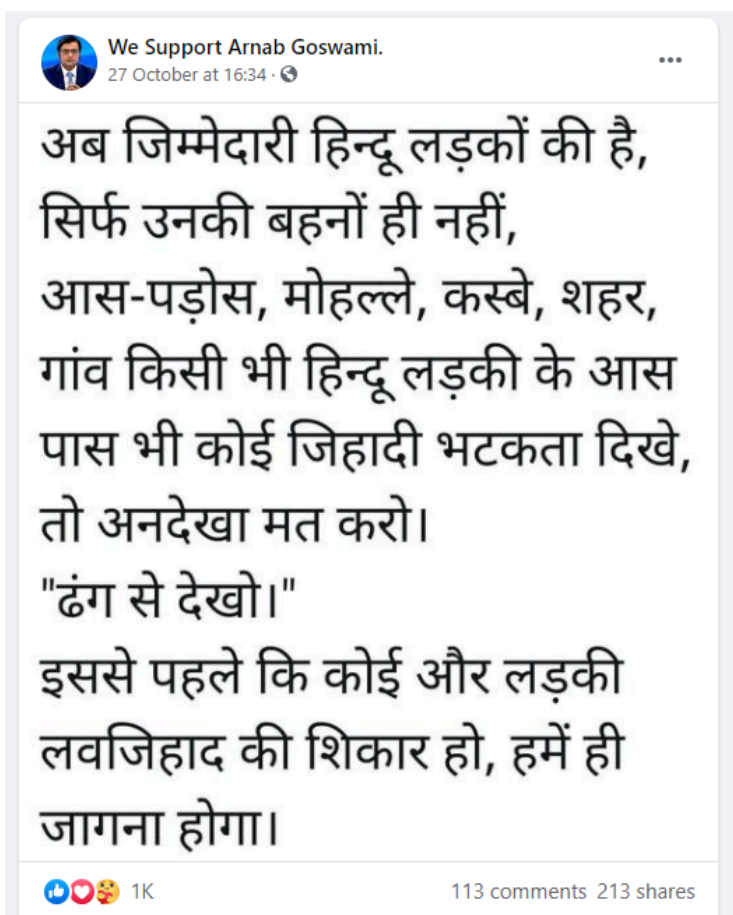 We Support Arnab Goswami.
27 October at 16:34 ·
अब जिम्मेदारी हिन्दू लड़कों की है,
सिर्फ उनकी बहनों ही नहीं,
आस-पड़ोस, मोहल्ले, कस्बे, शहर,
गांव किसी भी हिन्दू लड़की के आस
पास भी कोई जिहादी भटकता दिखे,
तो अनदेखा मत करो।
"ढंग से देखो।"
इससे पहले कि कोई और लड़की
लवजिहाद की शिकार हो, हमें ही
जागना होगा।
1K 113 comments 213 shares